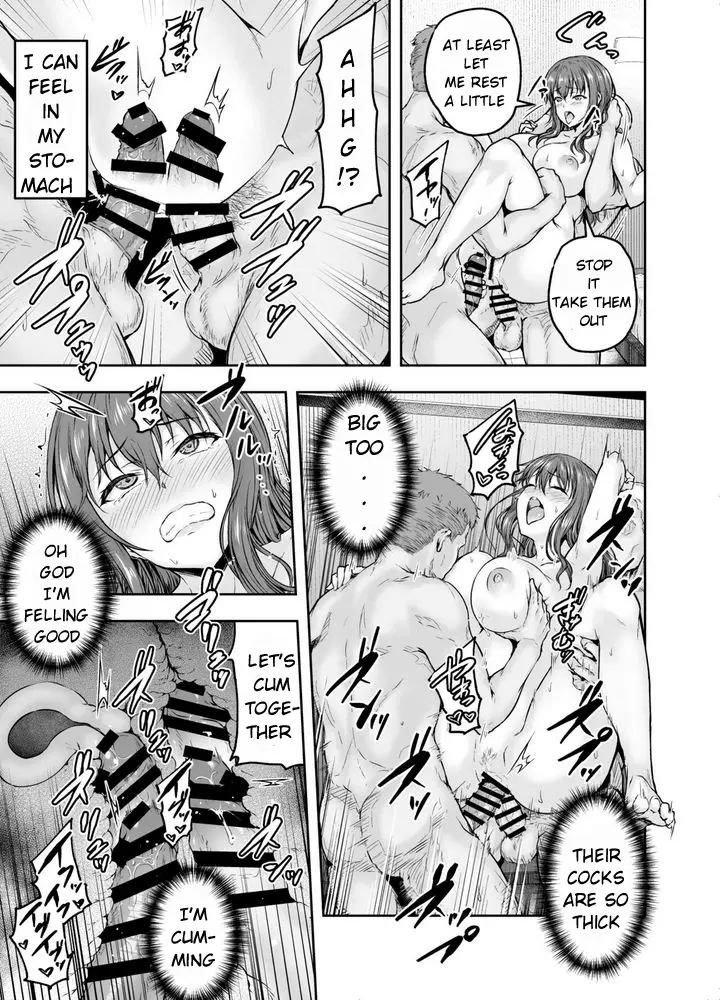 AT LEAST
LET
ME REST
A LITTLE
STOP
IT
TAKE THEM
OUT
A
H
H
G
!?
I CAN
FEEL
IN
MY
STO-
MACH
BIG
TOO
.
.
.
THEIR
COCKS
ARE SO
THICK
OH
GOD
I'M
FELLING
GOOD
LET'S
CUM
TOGE-
THER
I'M
CUM-
MING